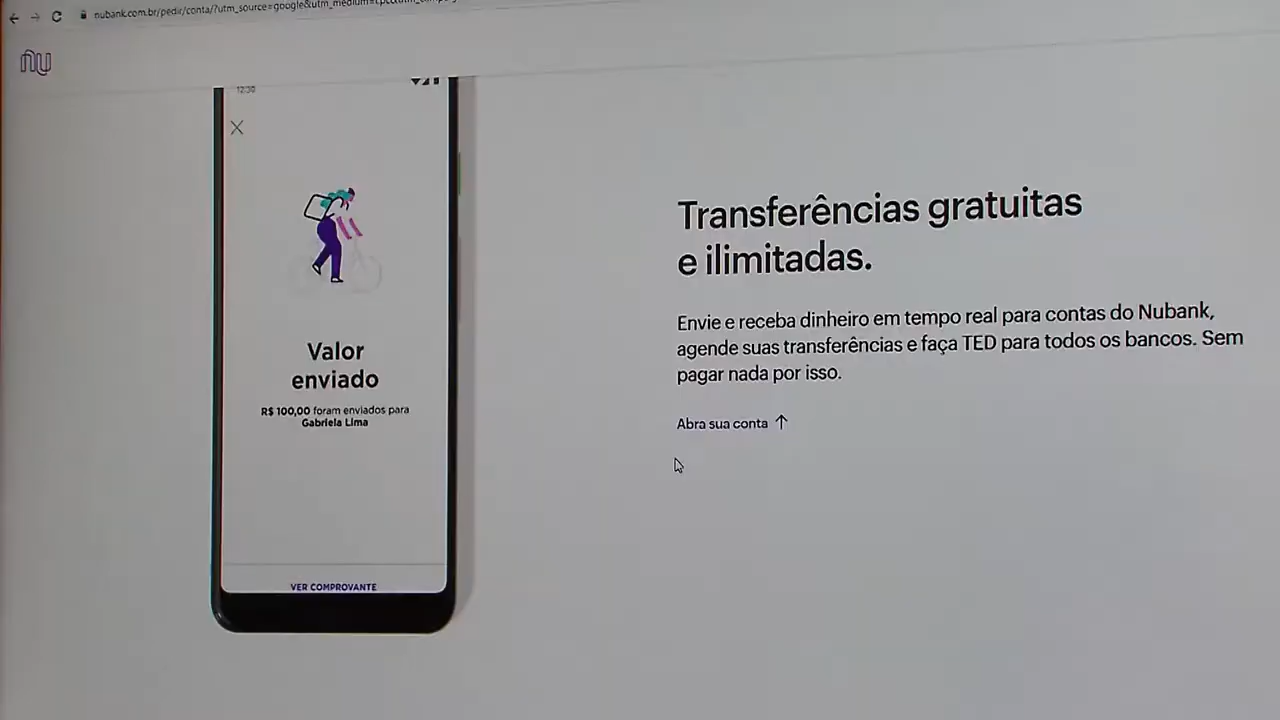 nubank.com.br/pedir/conta/?utm_source=google&utm_medium=
nu
12:30
Transferências gratuitas
e ilimitadas.
Envie e receba dinheiro em tempo real para contas do Nubank,
agende suas transferências e faça TED para todos os bancos. Sem
pagar nada por isso.
Abra sua conta ↑
Valor
enviado
R$ 100,00 foram enviados para
Gabriela Lima
VER COMPROVANTE